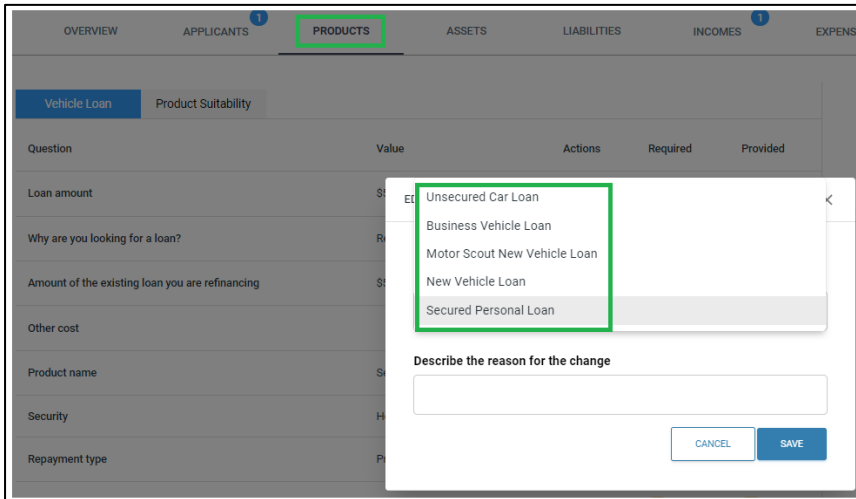 1 1
OVERVIEW APPLICANTS PRODUCTS ASSETS LIABILITIES INCOMES
Vehicle Loan Product Suitability
Question Value Actions Required Provided
Loan amount
Why are you looking for a loan?
Amount of the existing loan you are refinancing
Other cost
Product name
Security
Repayment type
Unsecured Car Loan
Business Vehicle Loan
Motor Scout New Vehicle Loan
New Vehicle Loan
Secured Personal Loan
Describe the reason for the change
CANCEL SAVE